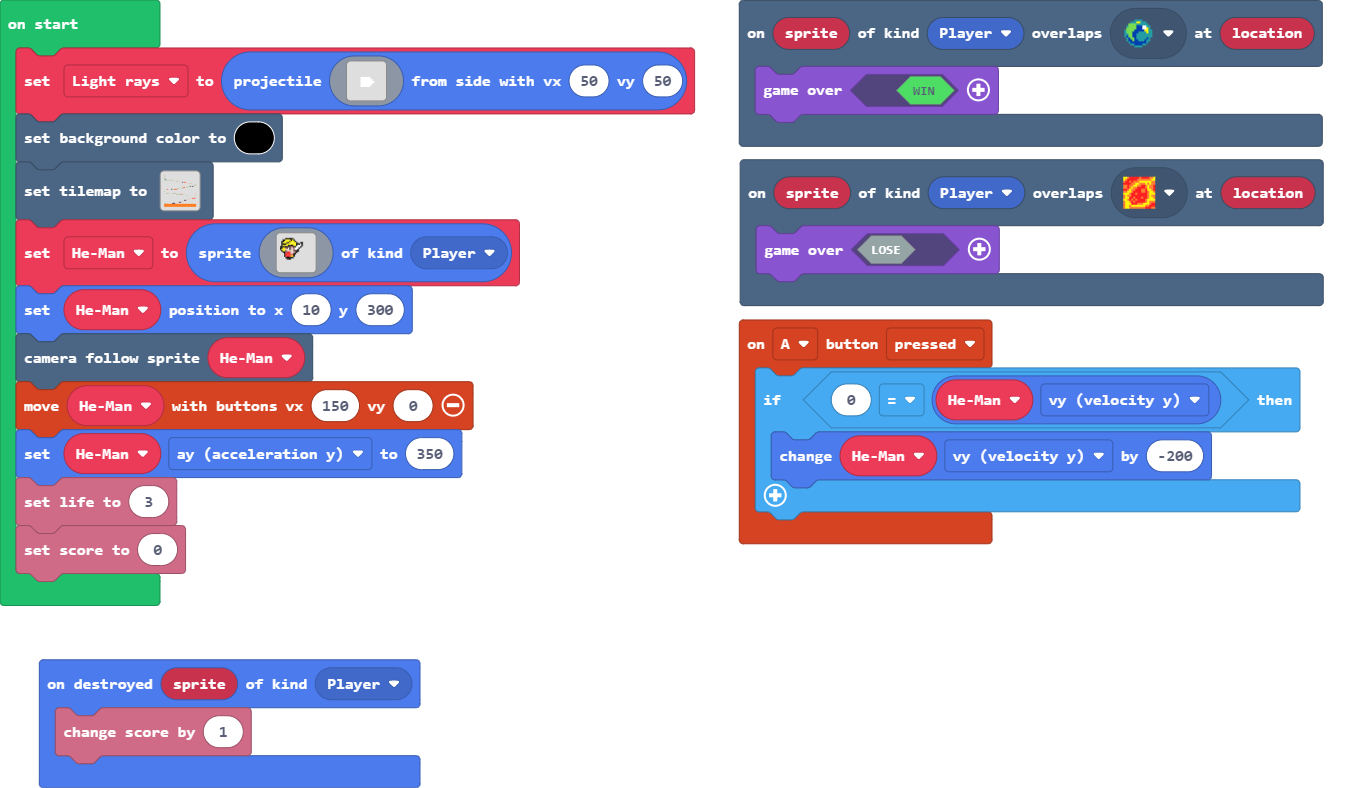 on start
set Light rays to projectile from side with vx 50 vy 50
set background color to
set tilemap to
set He-Man to sprite of kind Player
set He-Man position to x 10 y 300
camera follow sprite He-Man
move He-Man with buttons vx 150 vy 0
set He-Man ay (acceleration y) to 350
set life to 3
set score to 0
on destroyed sprite of kind Player
change score by 1
on sprite of kind Player overlaps at location
game over WIN
on sprite of kind Player overlaps at location
game over LOSE
on A button pressed
if 0 = He-Man vy (velocity y) then
change He-Man vy (velocity y) by -200